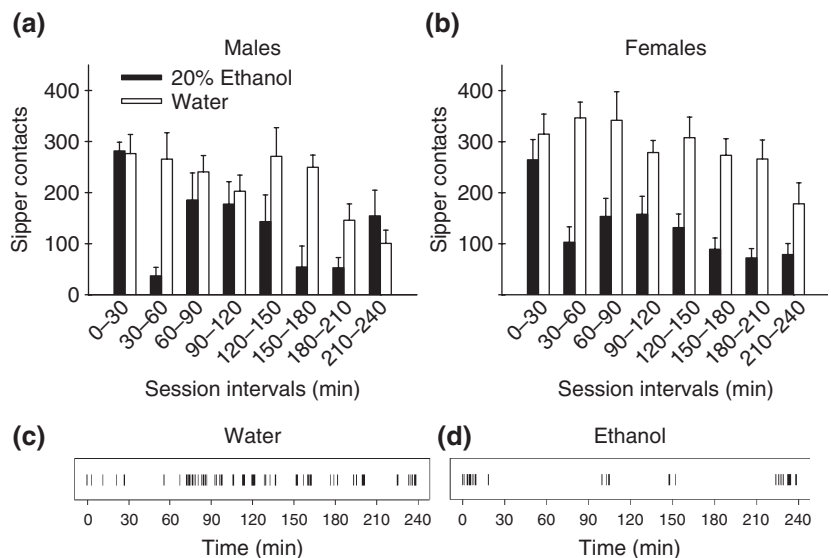 (a)
Males
20% Ethanol
Water
Sipper contacts
400
300
200
100
0
0–30
30–60
60–90
90–120
120–150
150–180
180–210
210–240
Session intervals (min)
(b)
Females
Sipper contacts
400
300
200
100
0
0–30
30–60
60–90
90–120
120–150
150–180
180–210
210–240
Session intervals (min)
(c)
Water
0 30 60 90 120 150 180 210 240
Time (min)
(d)
Ethanol
0 30 60 90 120 150 180 210 240
Time (min)